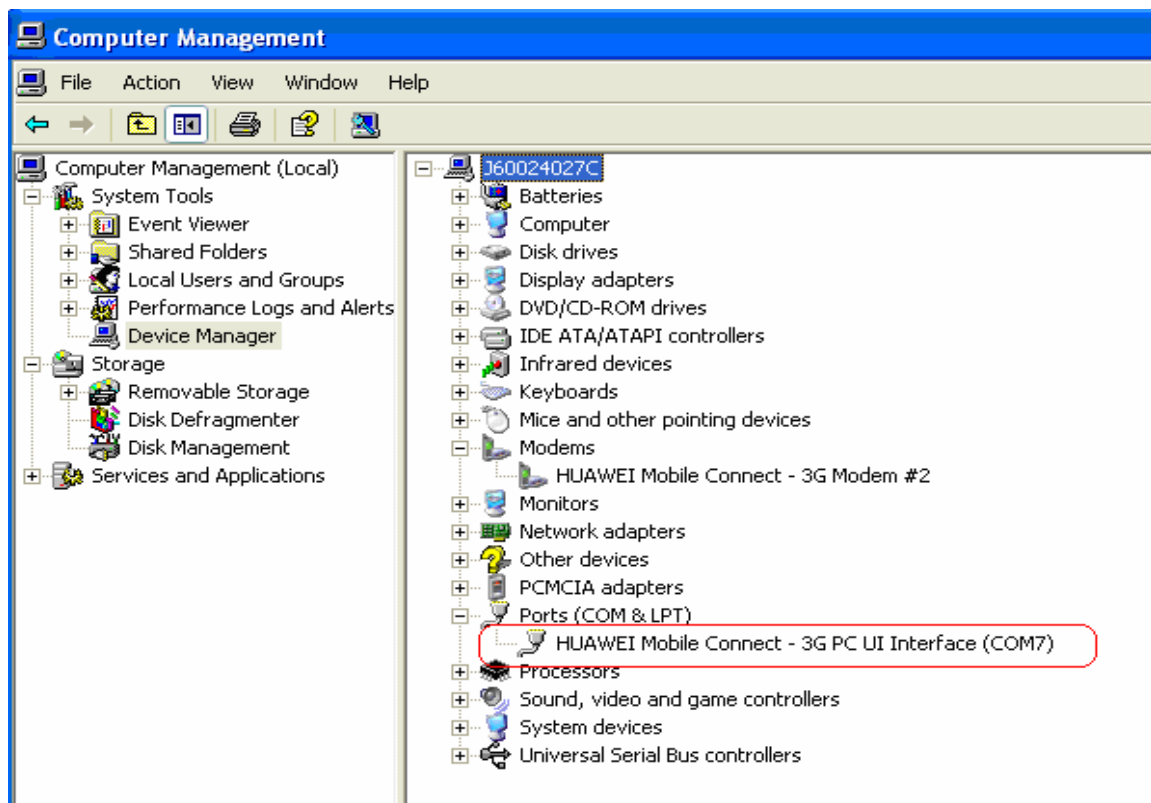 Computer Management
File Action View Window Help
Computer Management (Local)
System Tools
Event Viewer
Shared Folders
Local Users and Groups
Performance Logs and Alerts
Device Manager
Storage
Removable Storage
Disk Defragmenter
Disk Management
Services and Applications
J60024027C
Batteries
Computer
Disk drives
Display adapters
DVD/CD-ROM drives
IDE ATA/ATAPI controllers
Infrared devices
Keyboards
Mice and other pointing devices
Modems
HUAWEI Mobile Connect - 3G Modem #2
Monitors
Network adapters
Other devices
PCMCIA adapters
Ports (COM & LPT)
HUAWEI Mobile Connect - 3G PC UI Interface (COM7)
Processors
Sound, video and game controllers
System devices
Universal Serial Bus controllers